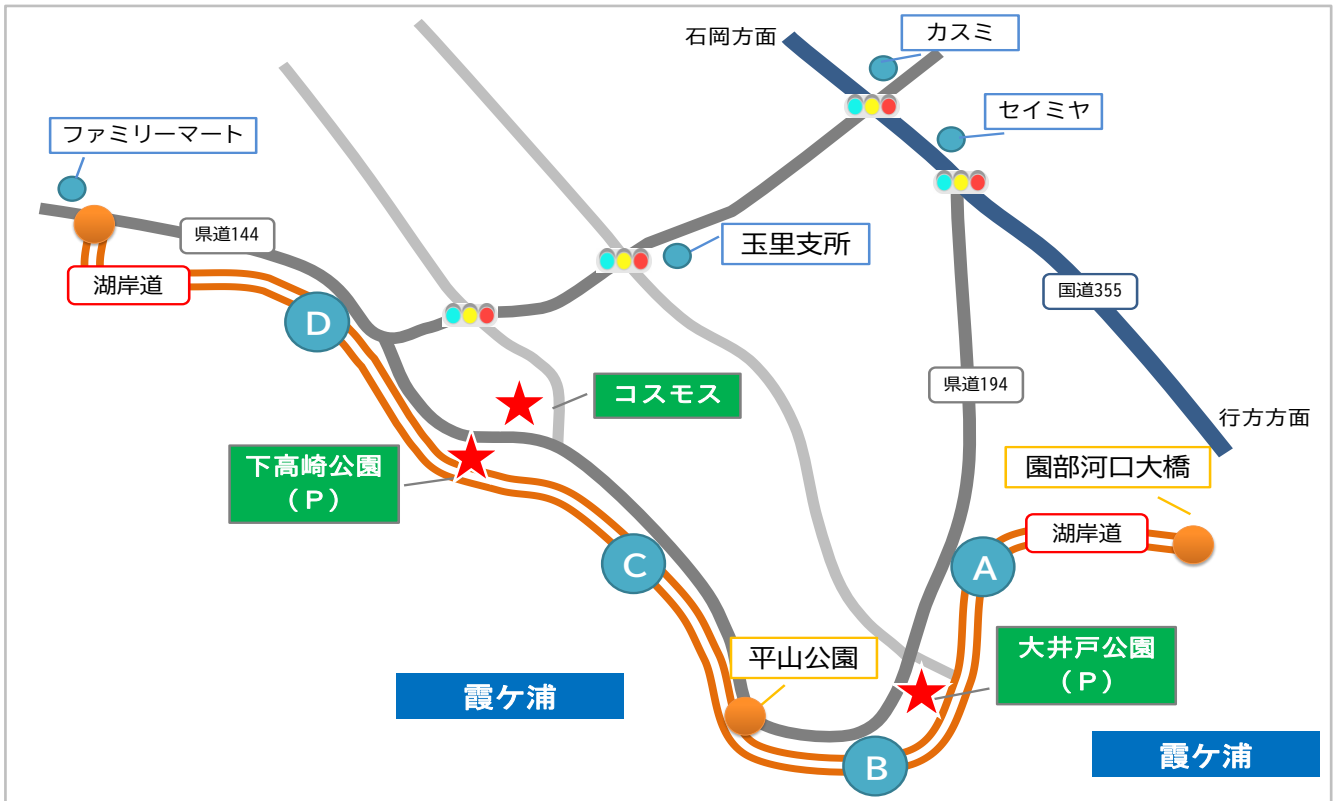 カスミ
石岡方面
セイミヤ
ファミリーマート
県道144
玉里支所
湖岸道
国道355
D
コスモス
県道194
行方方面
下高崎公園
（P）
園部河口大橋
湖岸道
C
A
平山公園
大井戸公園
（P）
霞ケ浦
霞ケ浦
B